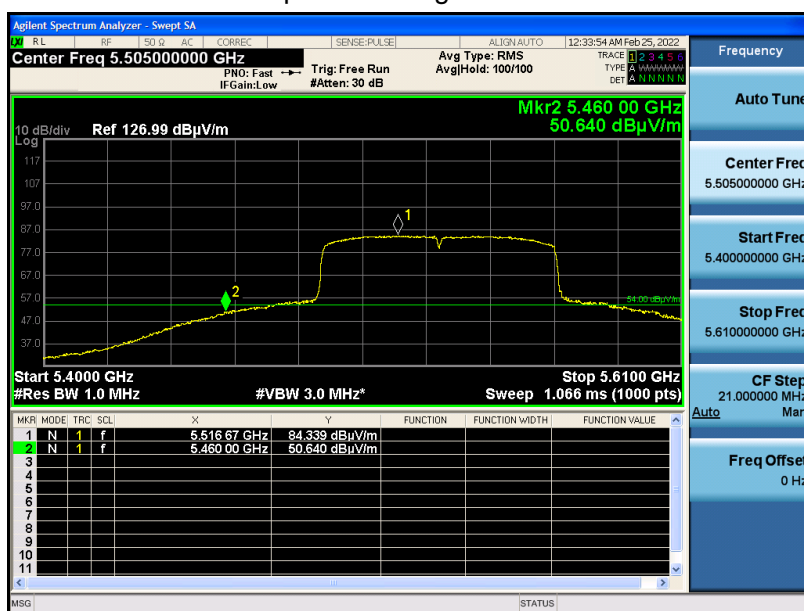 Agilent Spectrum Analyzer - Swept SA
LXI RL RF 50 Ω AC CORREC SENSE:PULSE ALIGN AUTO 12:33:54 AM Feb 25, 2022
Center Freq 5.505000000 GHz
PNO: Fast
IFGain:Low
Trig: Free Run
#Atten: 30 dB
Avg Type: RMS
Avg|Hold: 100/100
TRACE 1 2 3 4 5 6
TYPE A WWWWW
DET A N N N N N
Mkr2 5.460 00 GHz
50.640 dBµV/m
10 dB/div Ref 126.99 dBµV/m
Log
117
107
97.0
87.0
77.0
67.0
57.0
47.0
37.0
1
2
54.00 dBµV/m
Start 5.4000 GHz Stop 5.6100 GHz
#Res BW 1.0 MHz #VBW 3.0 MHz* Sweep 1.066 ms (1000 pts)
MKR MODE TRC SCL X Y FUNCTION FUNCTION WIDTH FUNCTION VALUE
1 N 1 f 5.516 67 GHz 84.339 dBµV/m
2 N 1 f 5.460 00 GHz 50.640 dBµV/m
3
4
5
6
7
8
9
10
11
MSG STATUS
Frequency
Auto Tune
Center Freq
5.505000000 GHz
Start Freq
5.400000000 GHz
Stop Freq
5.610000000 GHz
CF Step
21.000000 MHz
Auto Man
Freq Offset
0 Hz